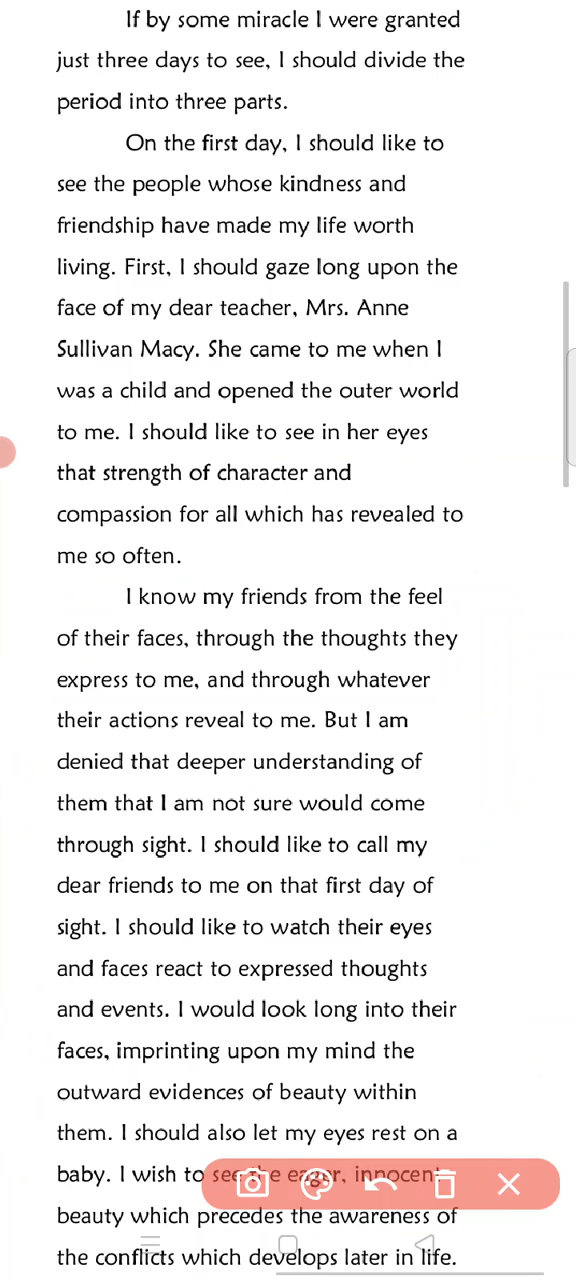 If by some miracle I were granted
just three days to see, I should divide the
period into three parts.
On the first day, I should like to
see the people whose kindness and
friendship have made my life worth
living. First, I should gaze long upon the
face of my dear teacher, Mrs. Anne
Sullivan Macy. She came to me when I
was a child and opened the outer world
to me. I should like to see in her eyes
that strength of character and
compassion for all which has revealed to
me so often.
I know my friends from the feel
of their faces, through the thoughts they
express to me, and through whatever
their actions reveal to me. But I am
denied that deeper understanding of
them that I am not sure would come
through sight. I should like to call my
dear friends to me on that first day of
sight. I should like to watch their eyes
and faces react to expressed thoughts
and events. I would look long into their
faces, imprinting upon my mind the
outward evidences of beauty within
them. I should also let my eyes rest on a
baby. I wish to see the eager, innocent
beauty which precedes the awareness of
the conflicts which develops later in life.